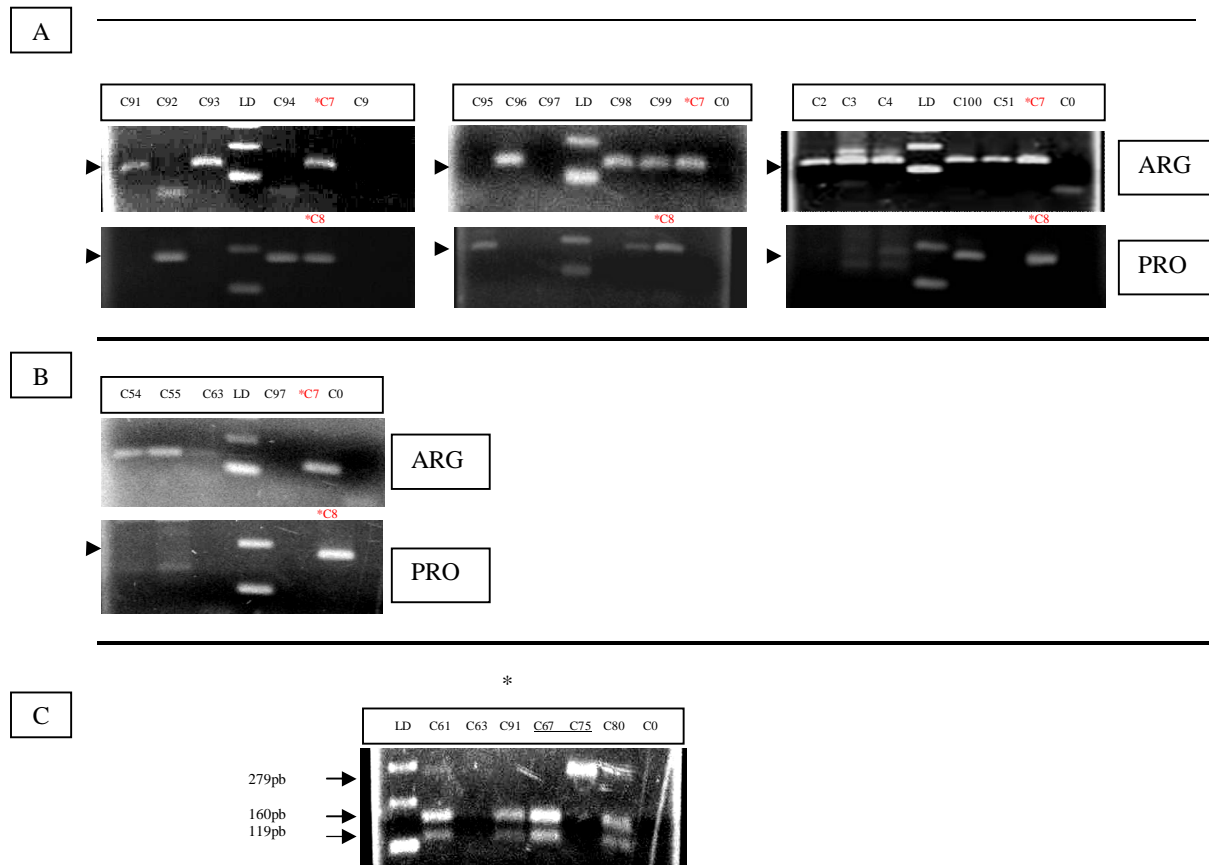 A
C91 C92 C93 LD C94 *C7 C9
C95 C96 C97 LD C98 C99 *C7 C0
C2 C3 C4 LD C100 C51 *C7 C0
ARG
*C8
*C8
*C8
PRO
B
C54 C55 C63 LD C97 *C7 C0
ARG
*C8
PRO
*
C
LD C61 C63 C91 C67 C75 C80 C0
279pb
160pb
119pb